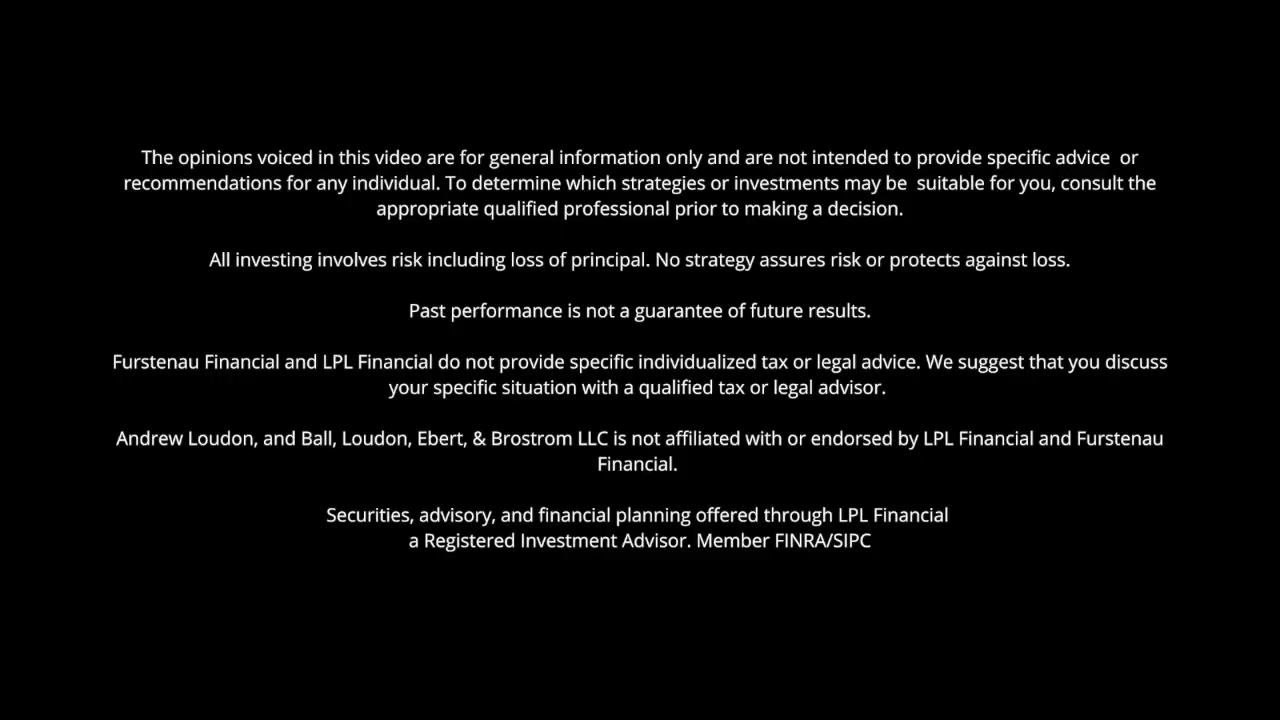 The opinions voiced in this video are for general information only and are not intended to provide specific advice  or
recommendations for any individual. To determine which strategies or investments may be  suitable for you, consult the
appropriate qualified professional prior to making a decision.
All investing involves risk including loss of principal. No strategy assures risk or protects against loss.
Past performance is not a guarantee of future results.
Furstenau Financial and LPL Financial do not provide specific individualized tax or legal advice. We suggest that you discuss
your specific situation with a qualified tax or legal advisor.
Andrew Loudon, and Ball, Loudon, Ebert, & Brostrom LLC is not affiliated with or endorsed by LPL Financial and Furstenau
Financial.
Securities, advisory, and financial planning offered through LPL Financial
a Registered Investment Advisor. Member FINRA/SIPC